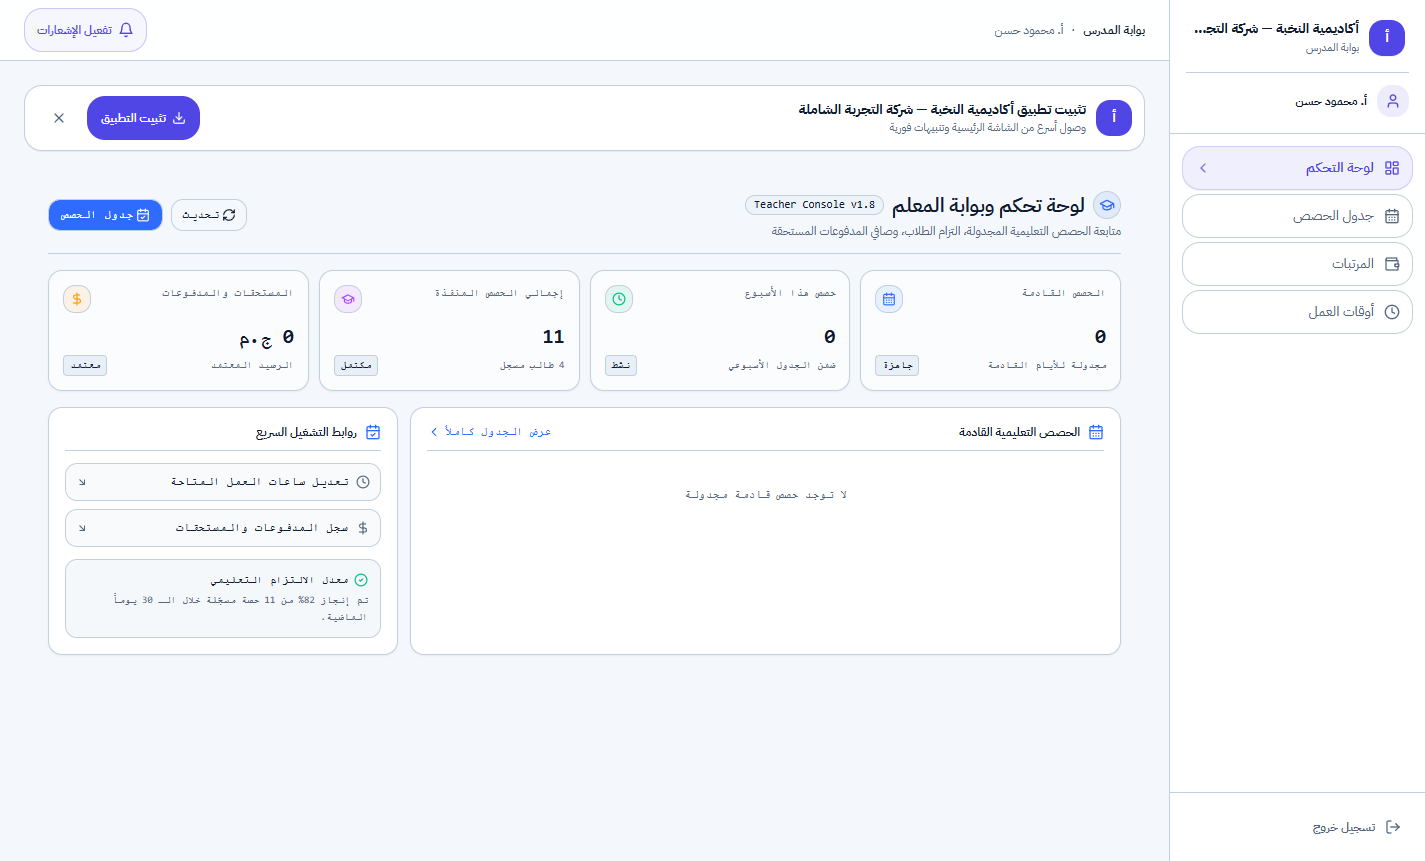 أكاديمية النخبة — شركة التجر...
بوابة المدرس
أ
أ. محمود حسن
لوحة التحكم
جدول الحصص
المرتبات
أوقات العمل
تسجيل خروج
بوابة المدرس · أ. محمود حسن
تفعيل الإشعارات
أ
تثبيت تطبيق أكاديمية النخبة — شركة التجربة الشاملة
وصول أسرع من الشاشة الرئيسية وتنبيهات فورية
تثبيت التطبيق
لوحة تحكم وبوابة المعلم
Teacher Console v1.8
متابعة الحصص التعليمية المجدولة، التزام الطلاب، وصافي المدفوعات المستحقة
تحديث
جدول الحصص
الحصص القادمة
0
مجدولة للأيام القادمة
جاهزة
حصص هذا الأسبوع
0
ضمن الجدول الأسبوعي
نشط
إجمالي الحصص المنفذة
11
4 طالب مسجل
مكتمل
المستحقات والمدفوعات
0 ج.م
الرصيد المعتمد
معتمد
الحصص التعليمية القادمة
عرض الجدول كاملاً
لا توجد حصص قادمة مجدولة
روابط التشغيل السريع
تعديل ساعات العمل المتاحة
سجل المدفوعات والمستحقات
معدل الالتزام التعليمي
تم إنجاز 82% من 11 حصة مسجّلة خلال الـ 30 يوماً
الماضية.